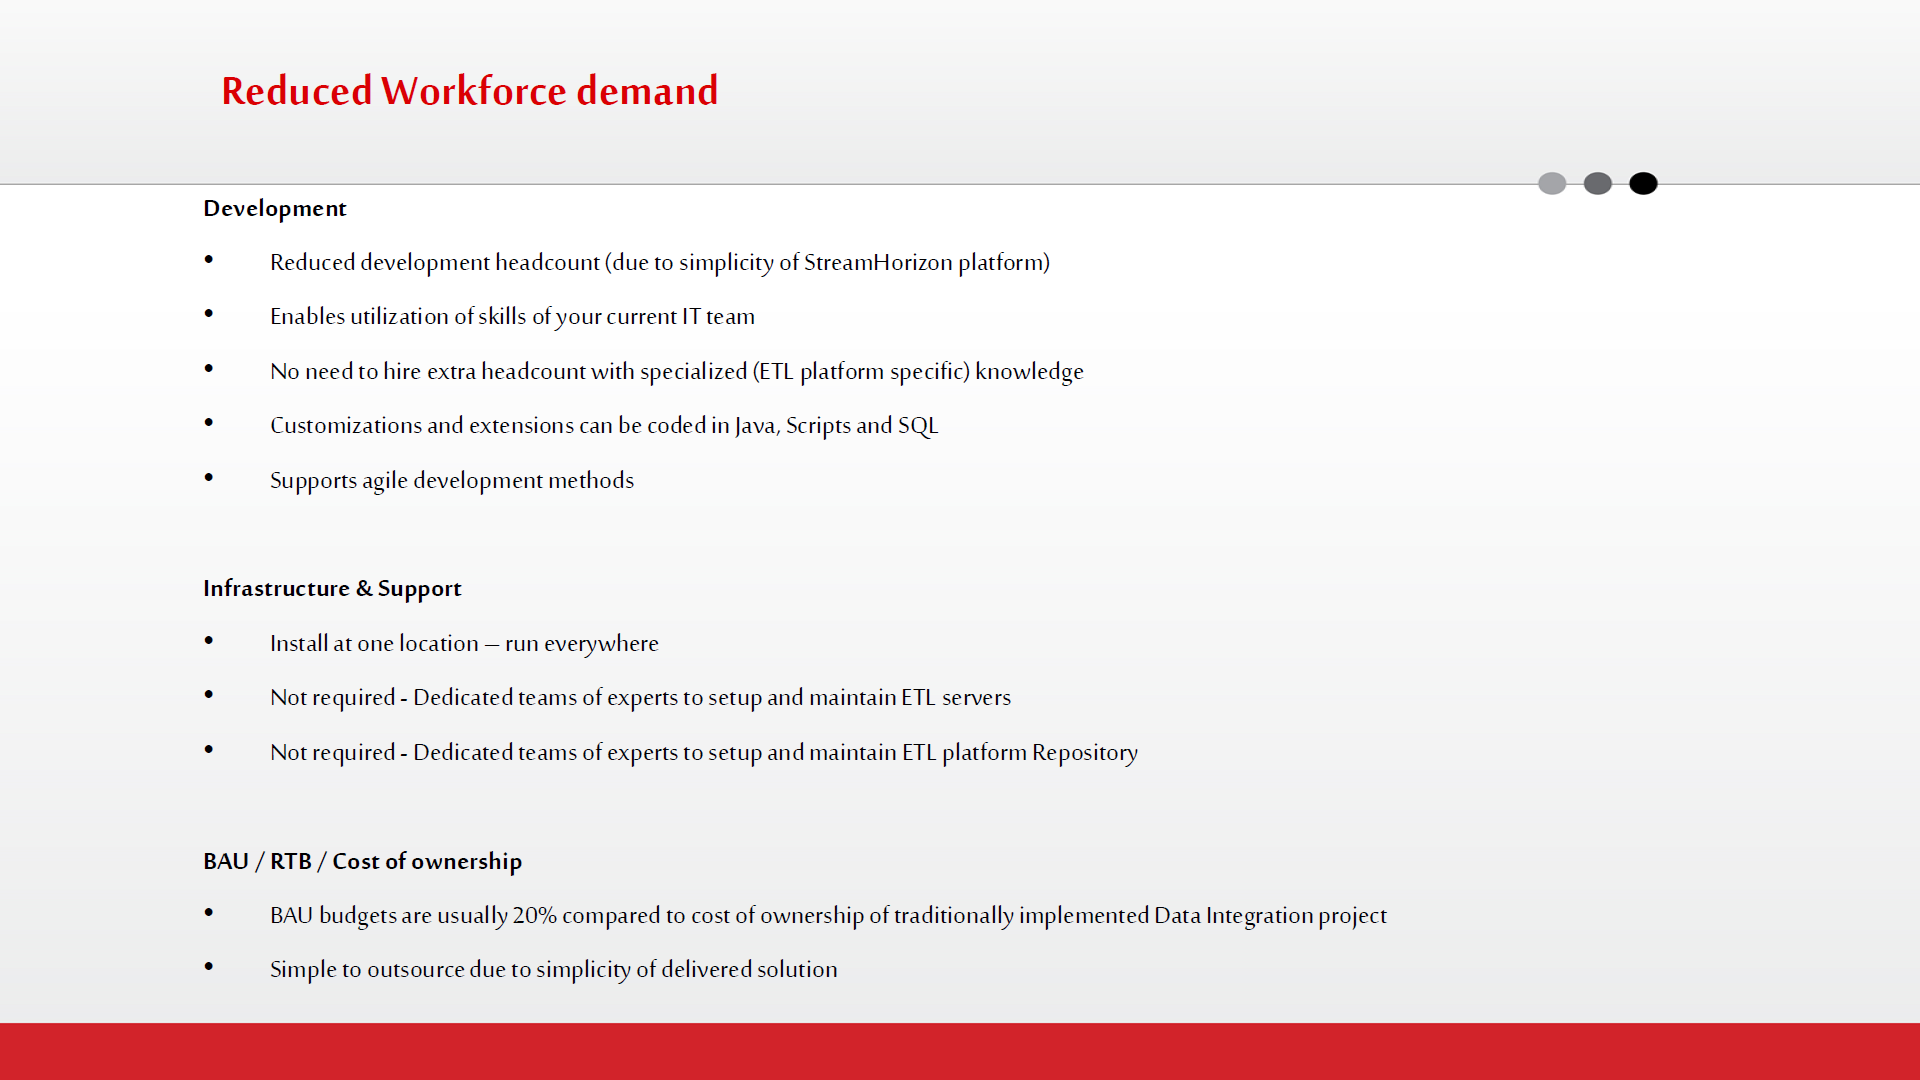 Reduced Workforce demand
Development
• Reduced development headcount (due to simplicity of StreamHorizon platform)
• Enables utilization of skills of your current IT team
• No need to hire extra headcount with specialized (ETL platform specific) knowledge
• Customizations and extensions can be coded in Java, Scripts and SQL
• Supports agile development methods
Infrastructure & Support
• Install at one location – run everywhere
• Not required - Dedicated teams of experts to setup and maintain ETL servers
• Not required - Dedicated teams of experts to setup and maintain ETL platform Repository
BAU / RTB / Cost of ownership
• BAU budgets are usually 20% compared to cost of ownership of traditionally implemented Data Integration project
• Simple to outsource due to simplicity of delivered solution